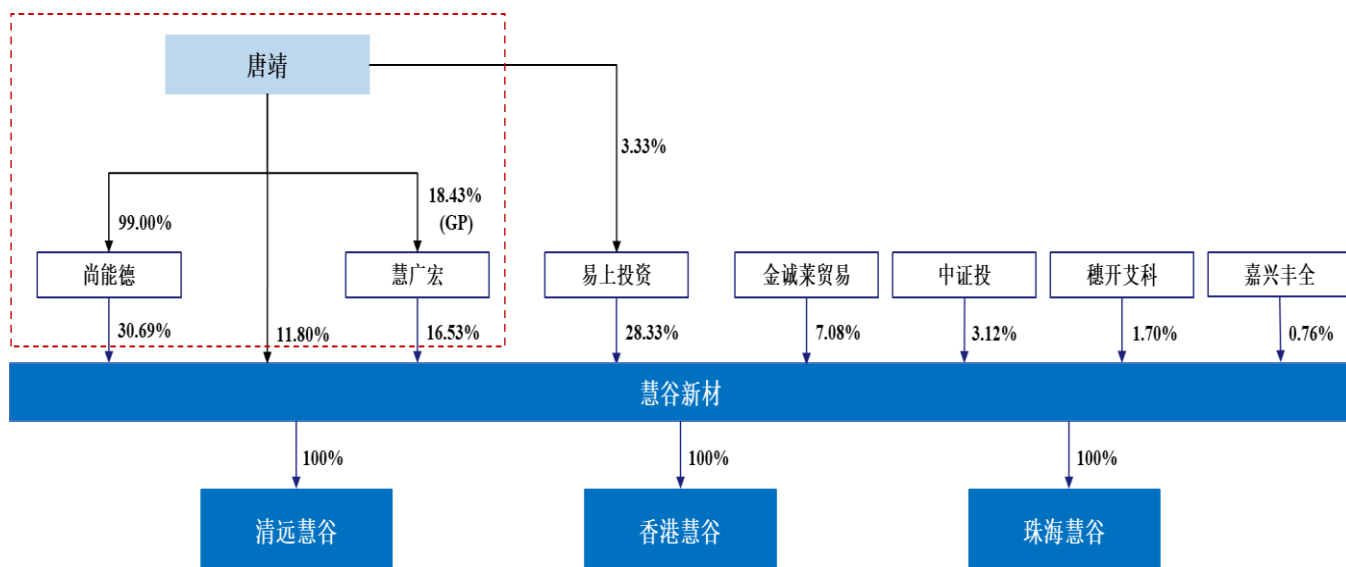 唐靖
3.33%
18.43%
(GP)
99.00%
尚能德
慧广宏
易上投资
金诚莱贸易
中证投
穗开艾科
嘉兴丰全
30.69%
11.80%
16.53%
28.33%
7.08%
3.12%
1.70%
0.76%
慧谷新材
100%
100%
100%
清远慧谷
香港慧谷
珠海慧谷